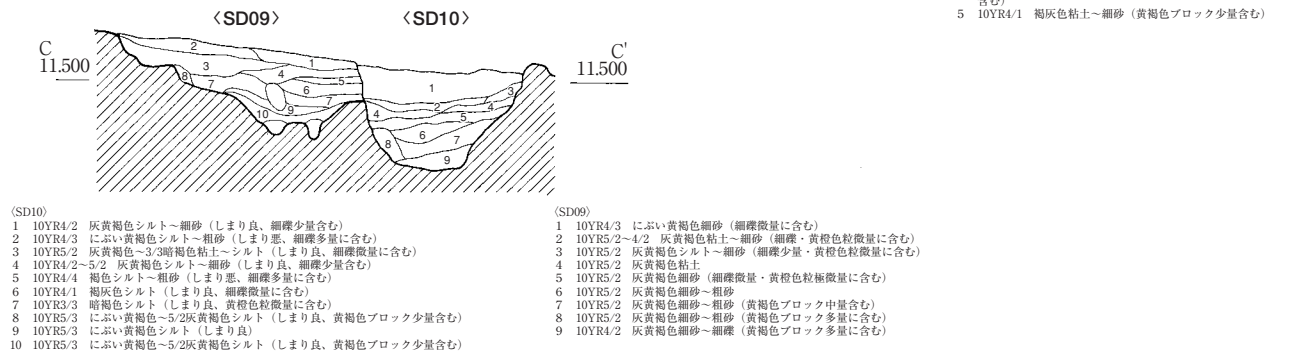 〈SD09〉 〈SD10〉
含む）
5 10YR4/1 褐灰色粘土～細砂（黄褐色ブロック少量含む）
C
11.500
C'
11.500
2
1
3
4
5
8
7
6
7
10
9
1
3
2
4
4
5
6
7
8
9
〈SD10〉
1 10YR4/2 灰黄褐色シルト～細砂（しまり良、細礫少量含む）
2 10YR4/3 にぶい黄褐色シルト～粗砂（しまり悪、細礫多量に含む）
3 10YR5/2 灰黄褐色～3/3暗褐色粘土～シルト（しまり良、細礫微量に含む）
4 10YR4/2～5/2 灰黄褐色シルト～細砂（しまり良、細礫少量含む）
5 10YR4/4 褐色シルト～粗砂（しまり悪、細礫多量に含む）
6 10YR4/1 褐灰色シルト（しまり良、細礫微量に含む）
7 10YR3/3 暗褐色シルト（しまり良、黄橙色粒微量に含む）
8 10YR5/3 にぶい黄褐色～5/2灰黄褐色シルト（しまり良、黄褐色ブロック少量含む）
9 10YR5/3 にぶい黄褐色シルト（しまり良）
10 10YR5/3 にぶい黄褐色～5/2灰黄褐色シルト（しまり良、黄褐色ブロック少量含む）
〈SD09〉
1 10YR4/3 にぶい黄褐色細砂（細礫微量に含む）
2 10YR5/2～4/2 灰黄褐色粘土～細砂（細礫・黄橙色粒微量に含む）
3 10YR5/2 灰黄褐色シルト～細砂（細礫少量・黄橙色粒微量に含む）
4 10YR5/2 灰黄褐色粘土
5 10YR5/2 灰黄褐色細砂（細礫微量・黄橙色粒極微量に含む）
6 10YR5/2 灰黄褐色細砂～粗砂
7 10YR5/2 灰黄褐色細砂～粗砂（黄褐色ブロック中量含む）
8 10YR5/2 灰黄褐色細砂～粗砂（黄褐色ブロック多量に含む）
9 10YR4/2 灰黄褐色細砂～細礫（黄褐色ブロック多量に含む）